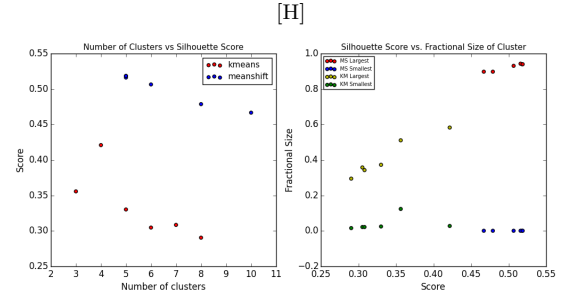 [H]
Number of Clusters vs Silhouette Score
0.55
0.50
0.45
0.40
0.35
0.30
0.25
Score
kmeans
meanshift
2 3 4 5 6 7 8 9 10 11
Number of clusters
Silhouette Score vs. Fractional Size of Cluster
1.0
0.8
0.6
0.4
0.2
0.0
−0.2
Fractional Size
MS Largest
MS Smallest
KM Largest
KM Smallest
0.25 0.30 0.35 0.40 0.45 0.50 0.55
Score